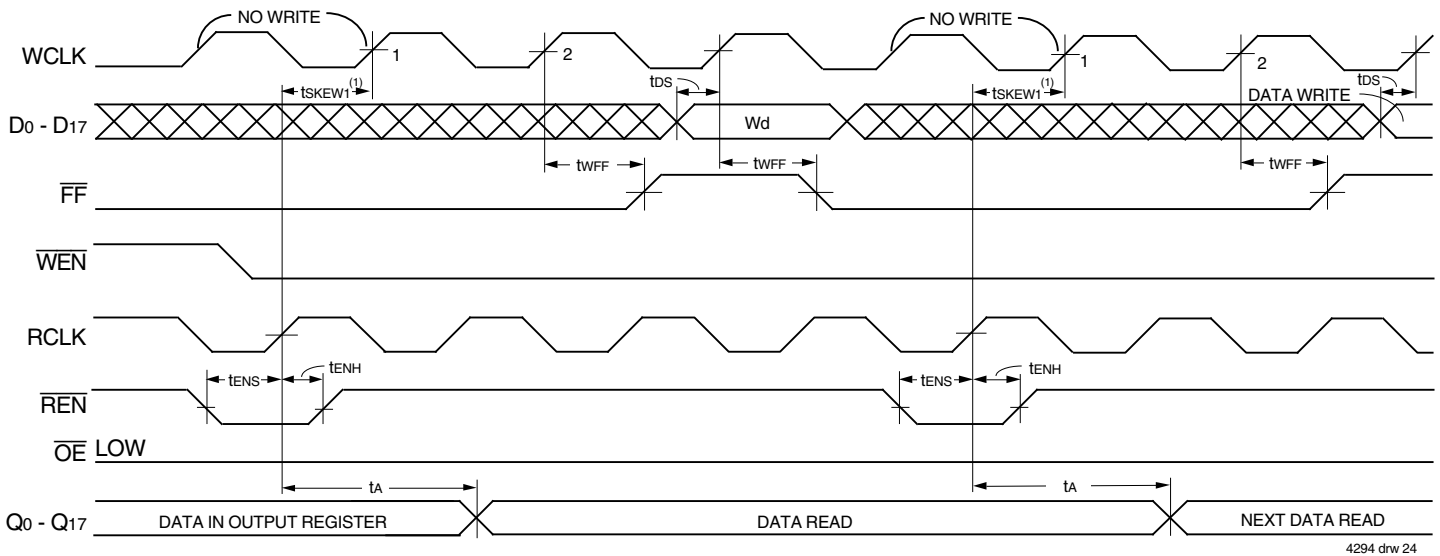 NO WRITE
NO WRITE
WCLK
1
2
1
2
tDS
tDS
tSKEW1(1)
tSKEW1(1)
DATA WRITE
D0 - D17
Wd
tWFF
tWFF
tWFF
FF
WEN
RCLK
tENS
tENH
tENS
tENH
REN
OE LOW
tA
tA
Q0 - Q17
DATA IN OUTPUT REGISTER
DATA READ
NEXT DATA READ
4294 drw 24